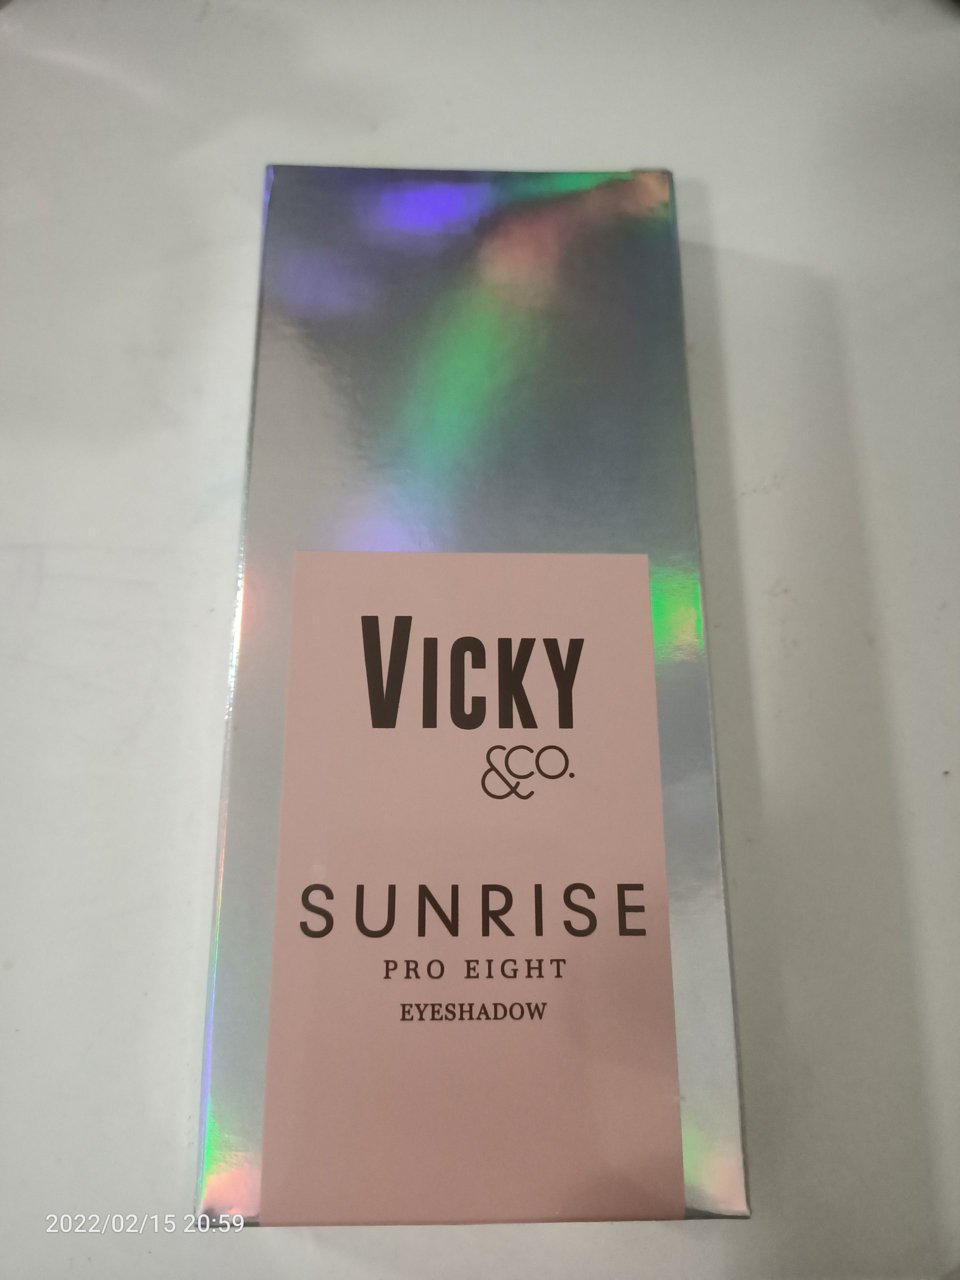 VICKY
&CO.
SUNRISE
PRO EIGHT
EYESHADOW
2022/02/15 20:59